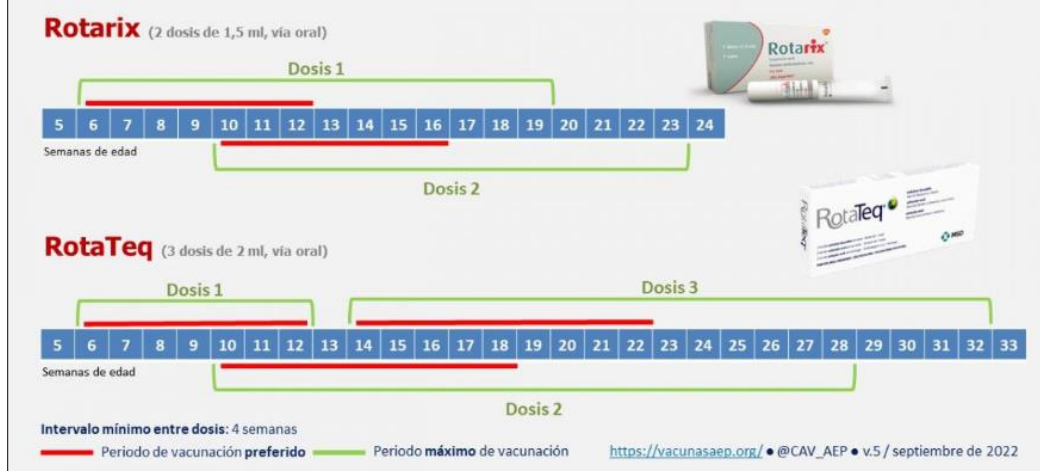 Rotarix (2 dosis de 1,5 ml, vía oral)
Rotarix
Dosis 1
5 6 7 8 9 10 11 12 13 14 15 16 17 18 19 20 21 22 23 24
Semanas de edad
Dosis 2
RotaTeq
MSD
RotaTeq (3 dosis de 2 ml, vía oral)
Dosis 1
Dosis 3
5 6 7 8 9 10 11 12 13 14 15 16 17 18 19 20 21 22 23 24 25 26 27 28 29 30 31 32 33
Semanas de edad
Dosis 2
Intervalo mínimo entre dosis: 4 semanas
Periodo de vacunación preferido
Periodo máximo de vacunación
https://vacunasaep.org/ ● @CAV_AEP ● v.5 / septiembre de 2022